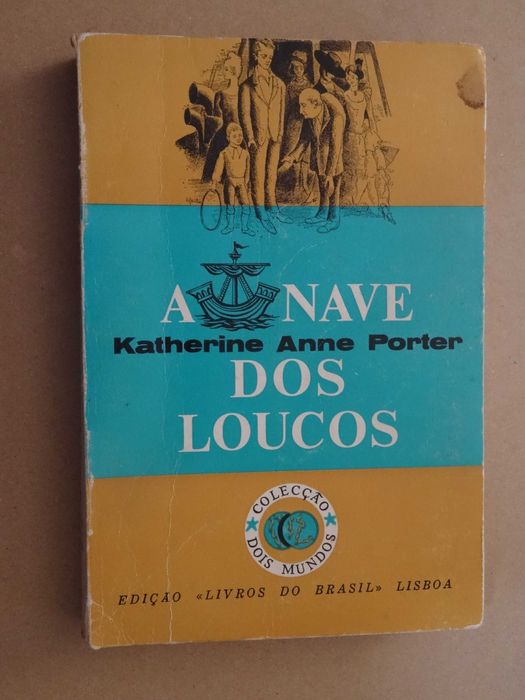 A NAVE
Katherine Anne Porter
DOS
LOUCOS
COLECÇÃO
DOIS MUNDOS
EDIÇÃO «LIVROS DO BRASIL» LISBOA